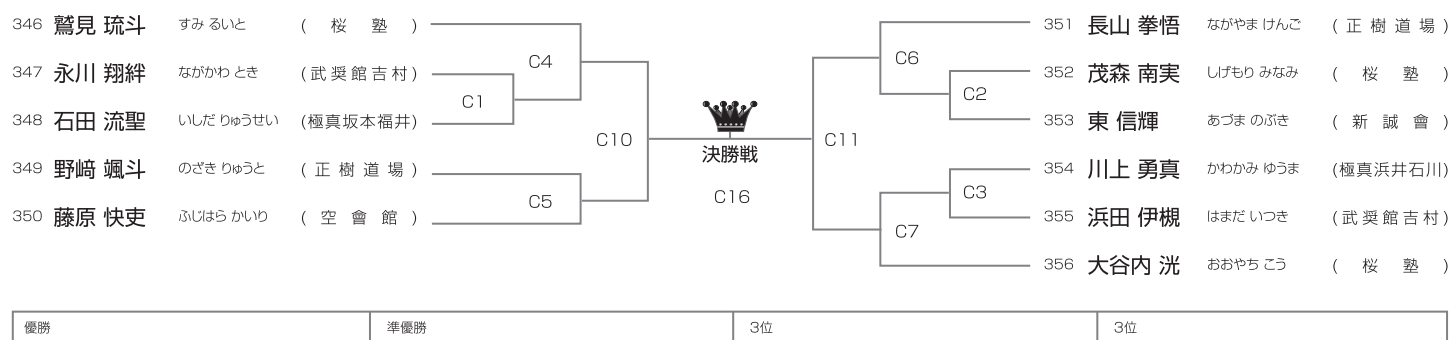 346 鷲見 琉斗 すみ るいと (桜塾)
347 永川 翔絆 ながかわ とき (武奨館吉村)
348 石田 流聖 いしだ りゅうせい (極真坂本福井)
349 野﨑 颯斗 のざき りゅうと (正樹道場)
350 藤原 快吏 ふじはら かいり (空會館)
C4
C1
C5
C10
決勝戦
C16
C11
C6
C2
C3
C7
351 長山 拳悟 ながやま けんご (正樹道場)
352 茂森 南実 しげもり みなみ (桜塾)
353 東 信輝 あづま のぶき (新誠會)
354 川上 勇真 かわかみ ゆうま (極真浜井石川)
355 浜田 伊槻 はまだ いつき (武奨館吉村)
356 大谷内 洸 おおやち こう (桜塾)
優勝 準優勝 3位 3位